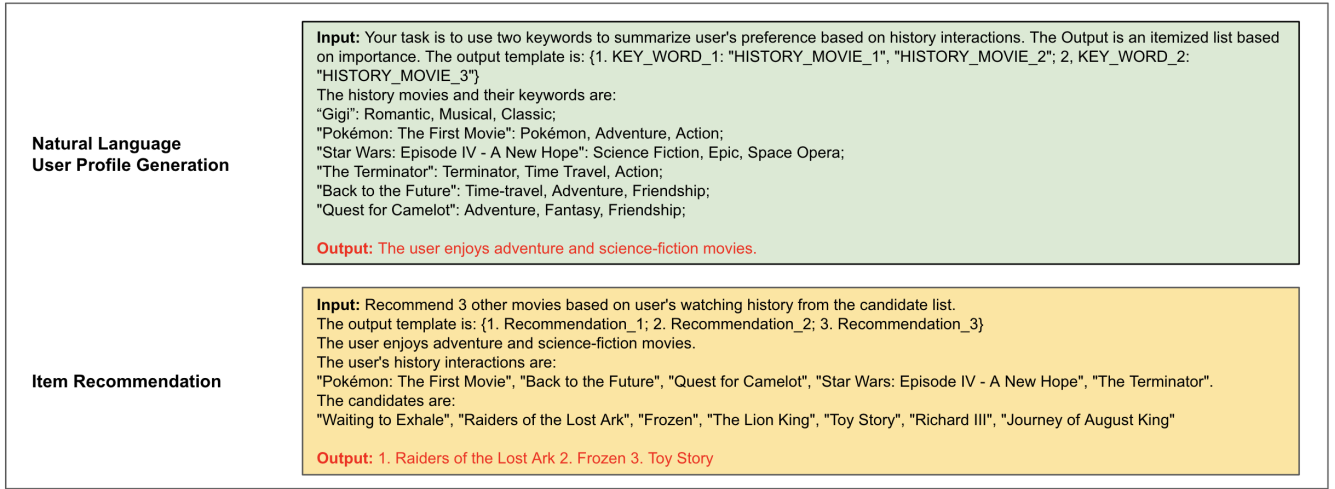 Natural Language
User Profile Generation
Input: Your task is to use two keywords to summarize user's preference based on history interactions. The Output is an itemized list based
on importance. The output template is: {1. KEY_WORD_1: "HISTORY_MOVIE_1", "HISTORY_MOVIE_2"; 2, KEY_WORD_2:
"HISTORY_MOVIE_3"}
The history movies and their keywords are:
“Gigi”: Romantic, Musical, Classic;
"Pokémon: The First Movie": Pokémon, Adventure, Action;
"Star Wars: Episode IV - A New Hope": Science Fiction, Epic, Space Opera;
"The Terminator": Terminator, Time Travel, Action;
"Back to the Future": Time-travel, Adventure, Friendship;
"Quest for Camelot": Adventure, Fantasy, Friendship;
Output: The user enjoys adventure and science-fiction movies.
Item Recommendation
Input: Recommend 3 other movies based on user's watching history from the candidate list.
The output template is: {1. Recommendation_1; 2. Recommendation_2; 3. Recommendation_3}
The user enjoys adventure and science-fiction movies.
The user's history interactions are:
"Pokémon: The First Movie", "Back to the Future", "Quest for Camelot", "Star Wars: Episode IV - A New Hope", "The Terminator".
The candidates are:
"Waiting to Exhale", "Raiders of the Lost Ark", "Frozen", "The Lion King", "Toy Story", "Richard III", "Journey of August King"
Output: 1. Raiders of the Lost Ark 2. Frozen 3. Toy Story